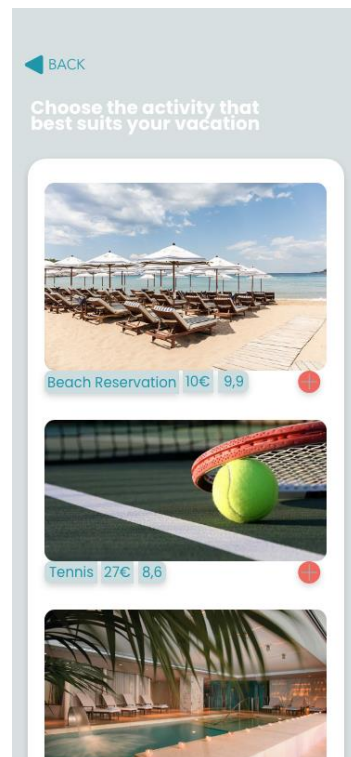 BACK
Choose the activity that
best suits your vacation
Beach Reservation 10€ 9,9
Tennis 27€ 8,6